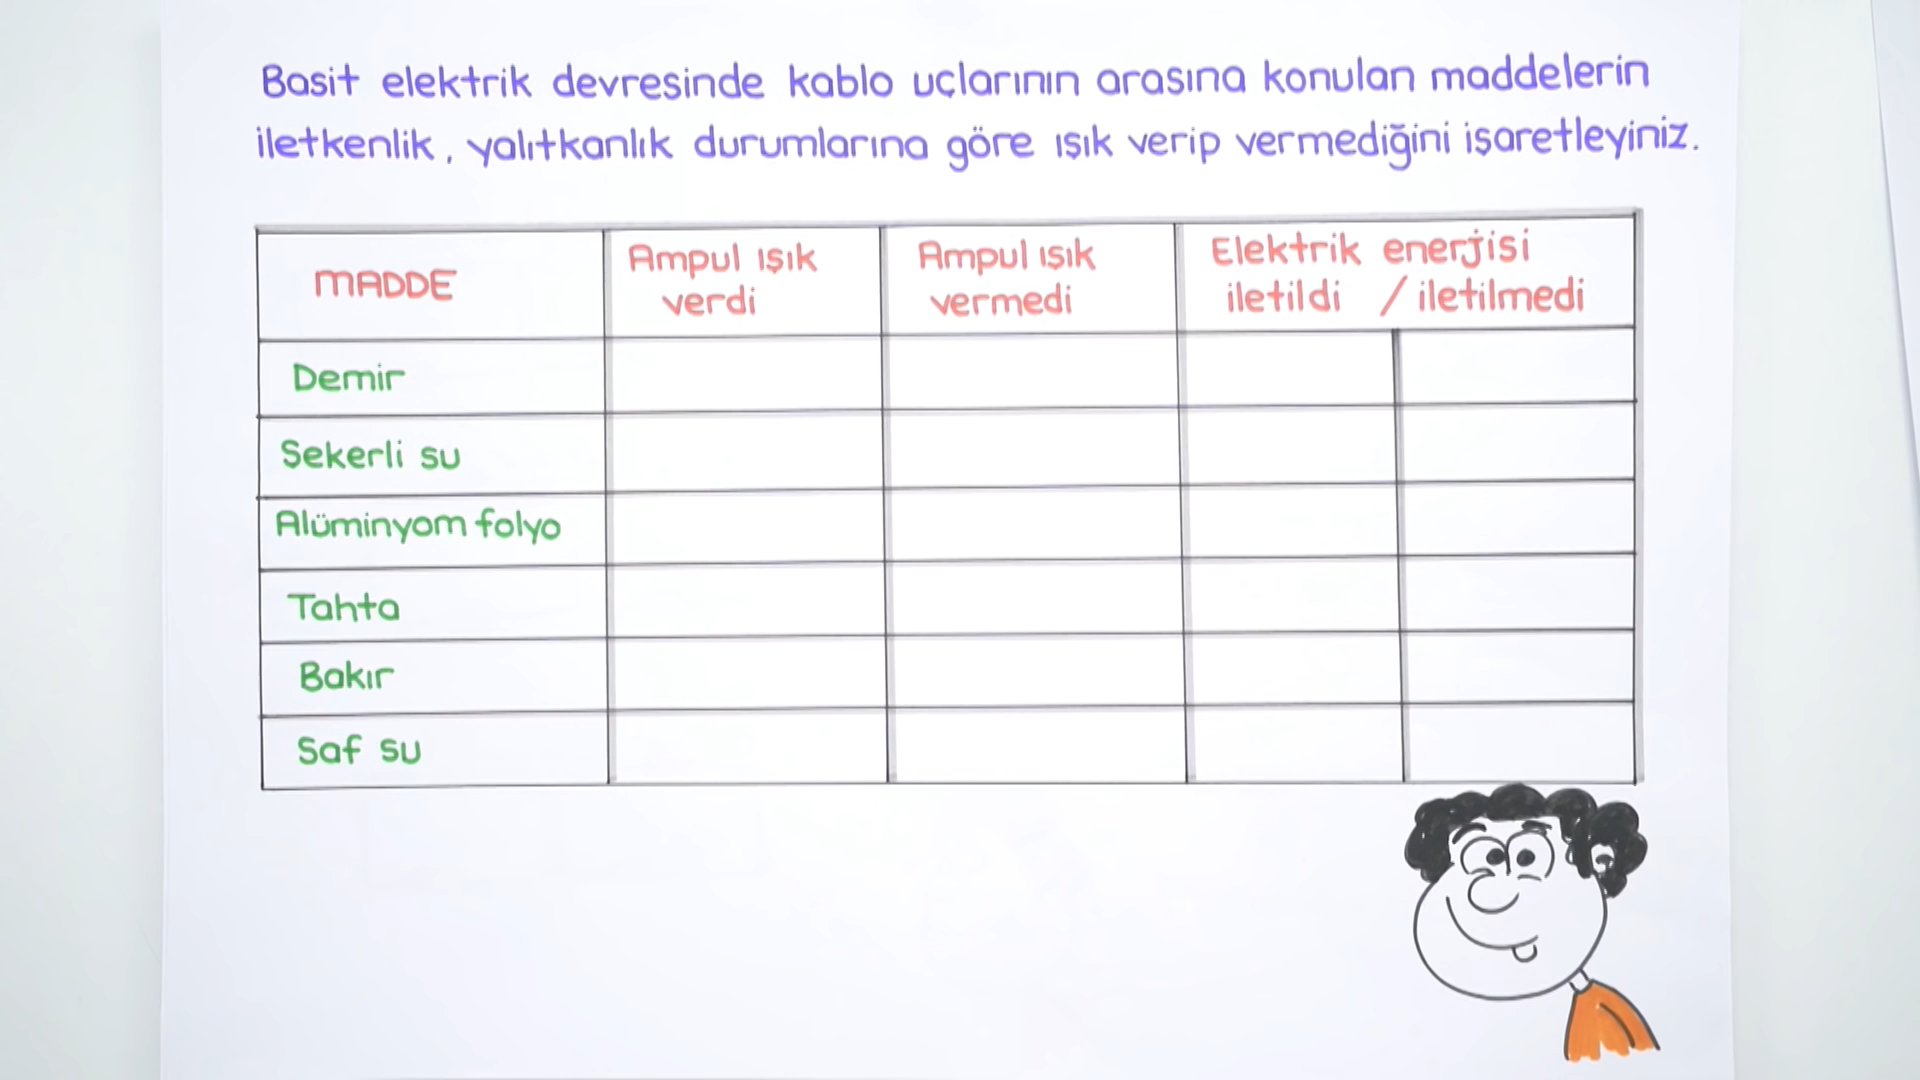 Basit elektrik devresinde kablo uçlarının arasına konulan maddelerin
iletkenlik, yalıtkanlık durumlarına göre ışık verip vermediğini işaretleyiniz.
MADDE
Ampul ışık
verdi
Ampul ışık
vermedi
Elektrik enerjisi
iletildi / iletilmedi
Demir
Sekerli su
Alüminyom folyo
Tahta
Bakır
Saf su